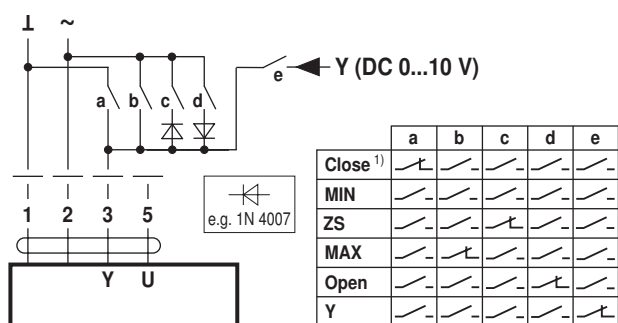 ⊥ ~
a b c d e
Y (DC 0...10 V)
1 2 3 5
e.g. 1N 4007
Y U
a b c d e
Close 1)
MIN
ZS
MAX
Open
Y